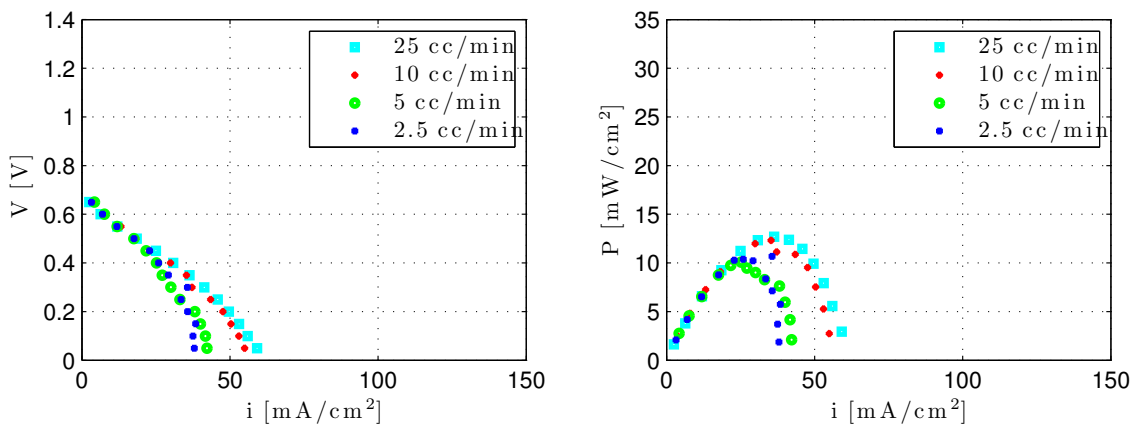 1.4
1.2
1
0.8
0.6
0.4
0.2
0
V [V]
25 cc/min
10 cc/min
5 cc/min
2.5 cc/min
0 50 100 150
i [mA/cm²]
35
30
25
20
15
10
5
0
P [mW/cm²]
25 cc/min
10 cc/min
5 cc/min
2.5 cc/min
0 50 100 150
i [mA/cm²]